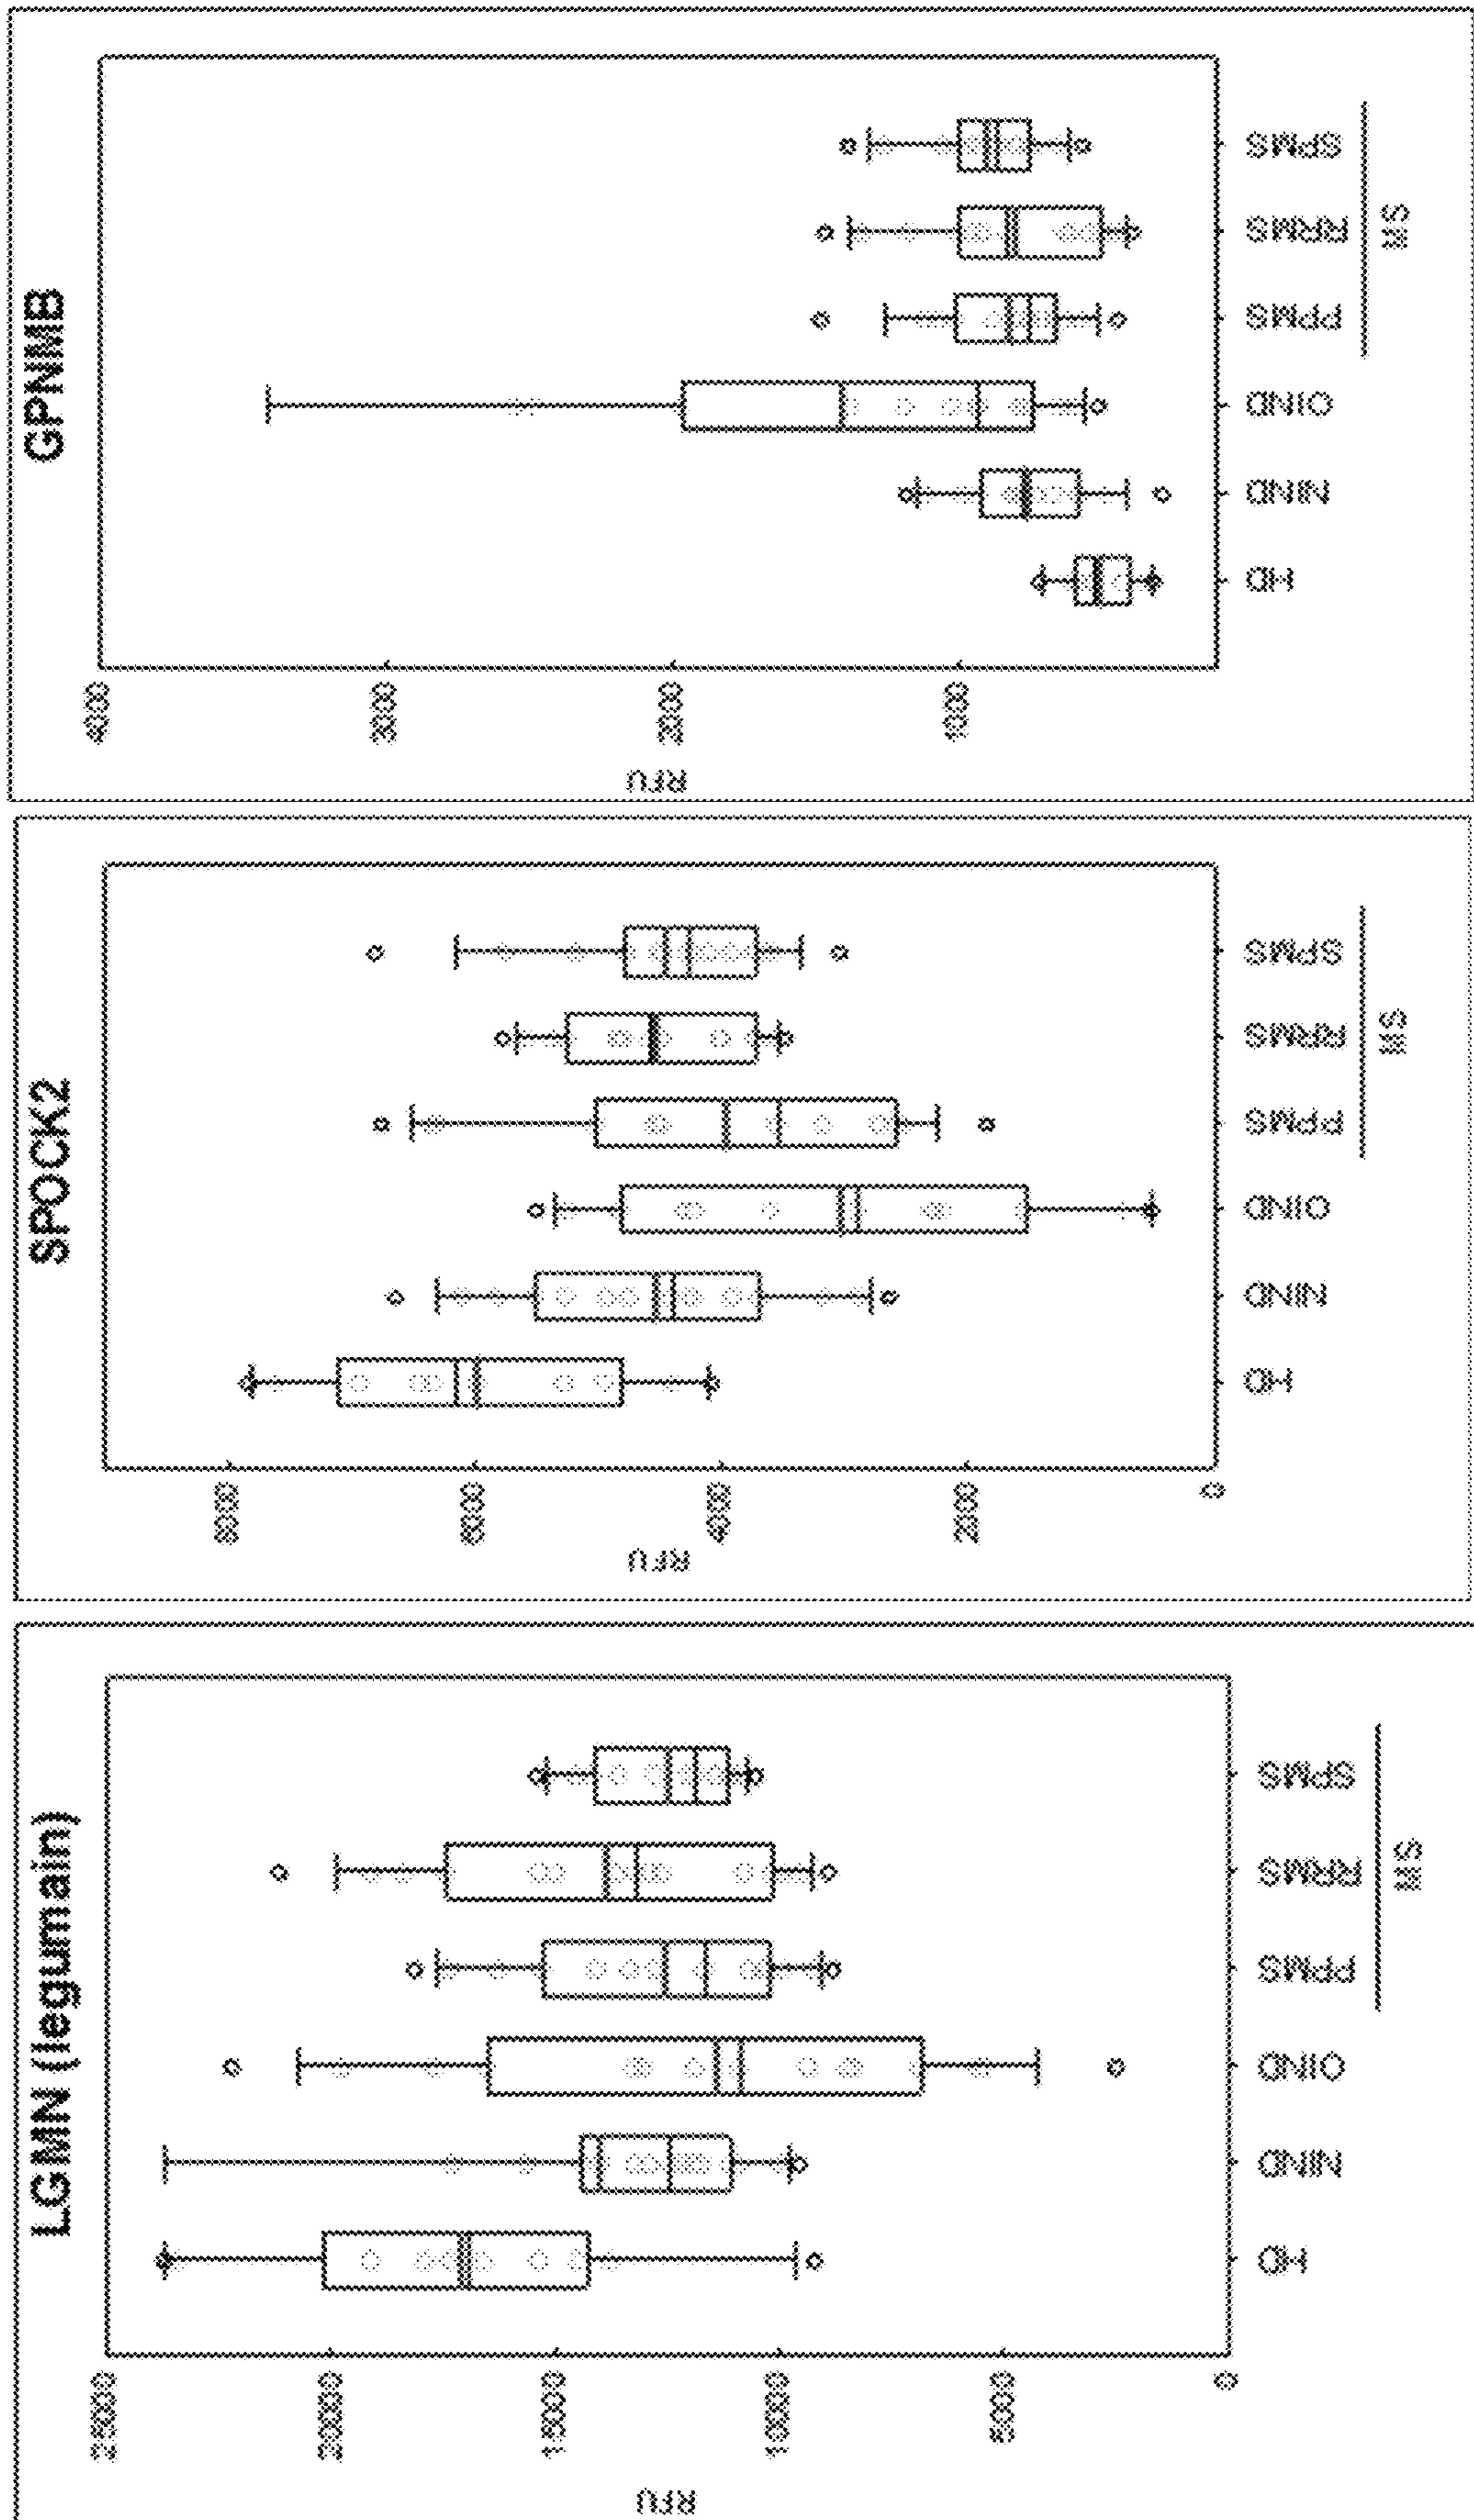 LGMN (legumain)
RFU
25000
20000
15000
10000
5000
0
HD
NIND
OIND
PPMS
RRMS
SPMS
MS
SPOCK2
RFU
8000
6000
4000
2000
0
HD
NIND
OIND
PPMS
RRMS
SPMS
MS
GPNMB
RFU
4000
3000
2000
1000
HD
NIND
OIND
PPMS
RRMS
SPMS
MS